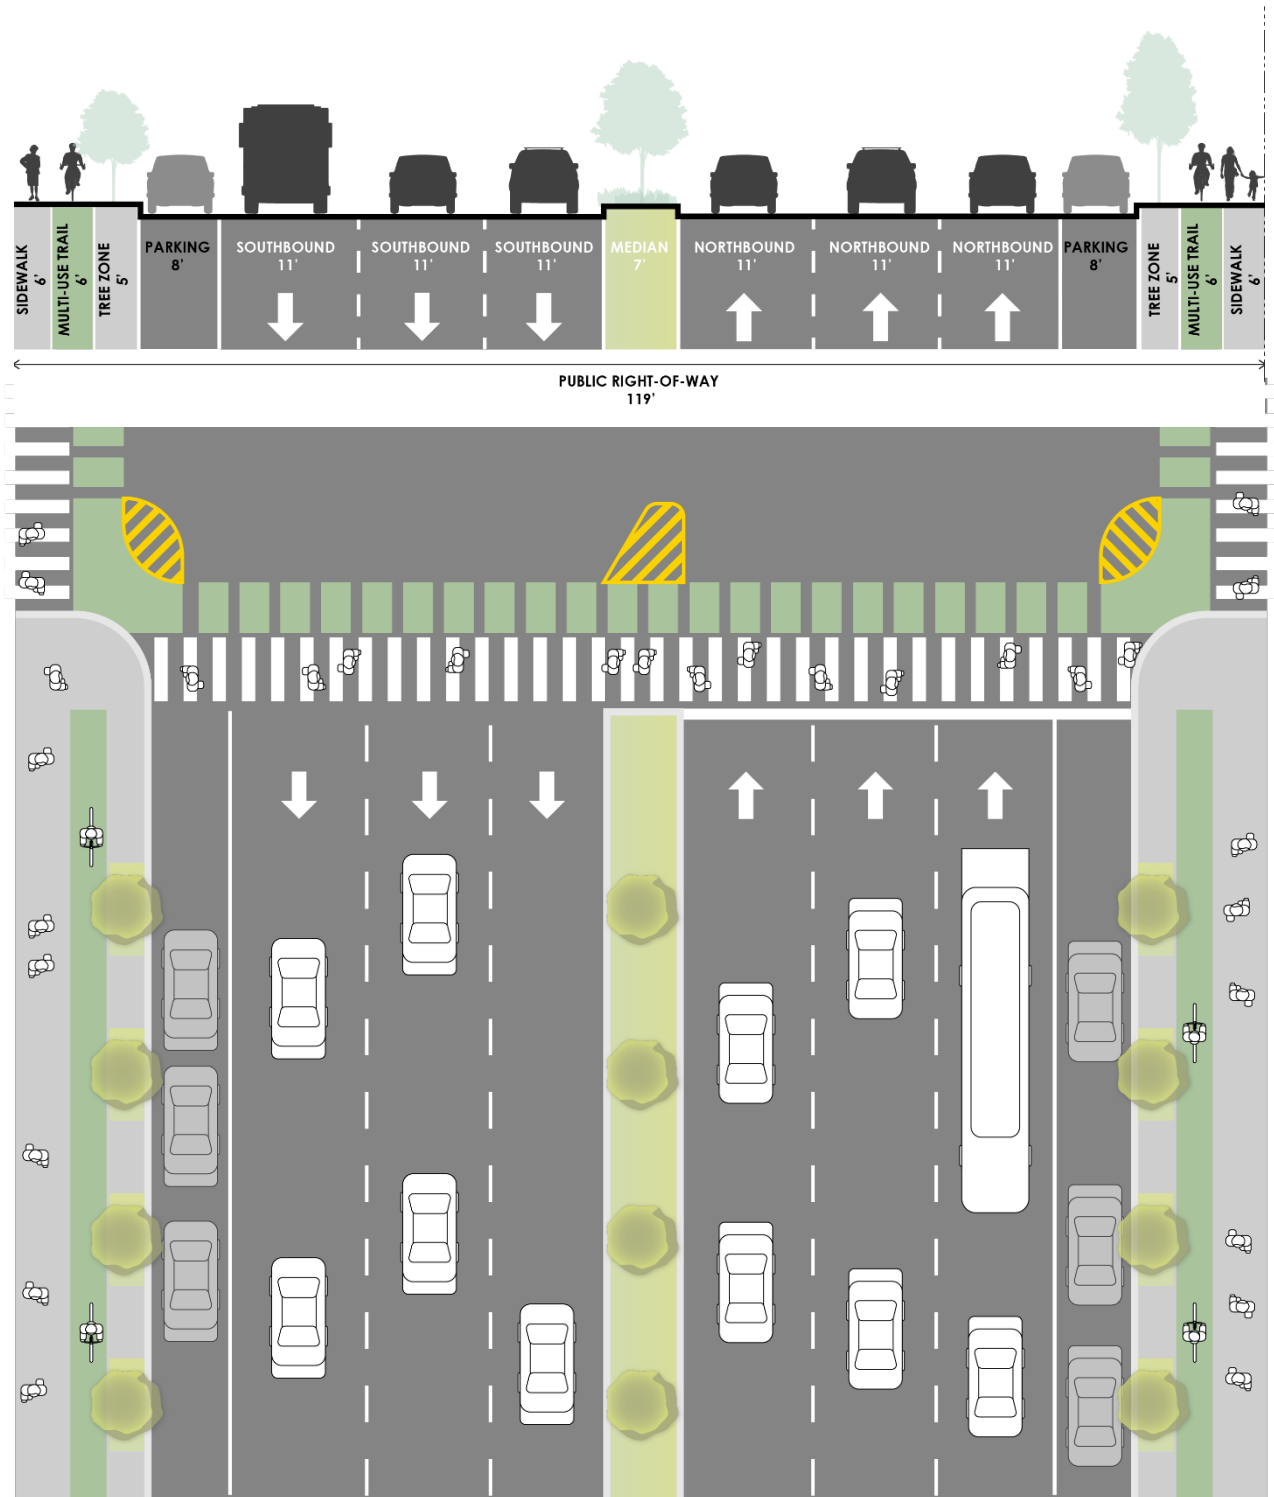 SIDEWALK
6'
MULTI-USE TRAIL
6'
TREE ZONE
5'
PARKING
8'
SOUTHBOUND
11'
SOUTHBOUND
11'
SOUTHBOUND
11'
MEDIAN
7'
NORTHBOUND
11'
NORTHBOUND
11'
NORTHBOUND
11'
PARKING
8'
TREE ZONE
5'
MULTI-USE TRAIL
6'
SIDEWALK
6'
PUBLIC RIGHT-OF-WAY
119'